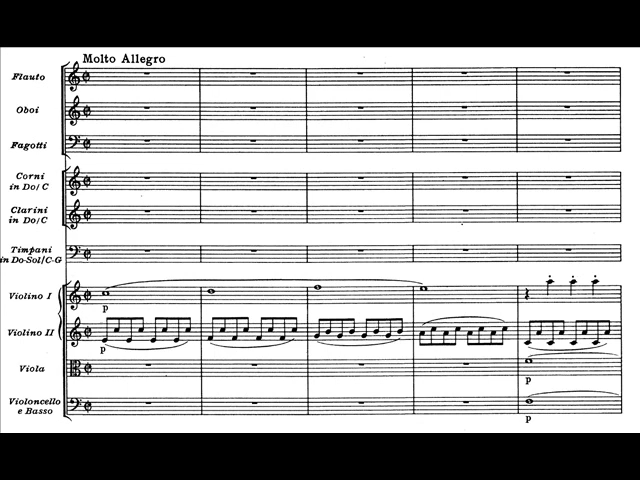 Molto Allegro
Flauto
Oboi
Fagotti
Corni
in Do/C
Clarini
in Do/C
Timpani
in Do-Sol/C-G
Violino I
p
Violino II
p
Viola
p
Violoncello
e Basso
p